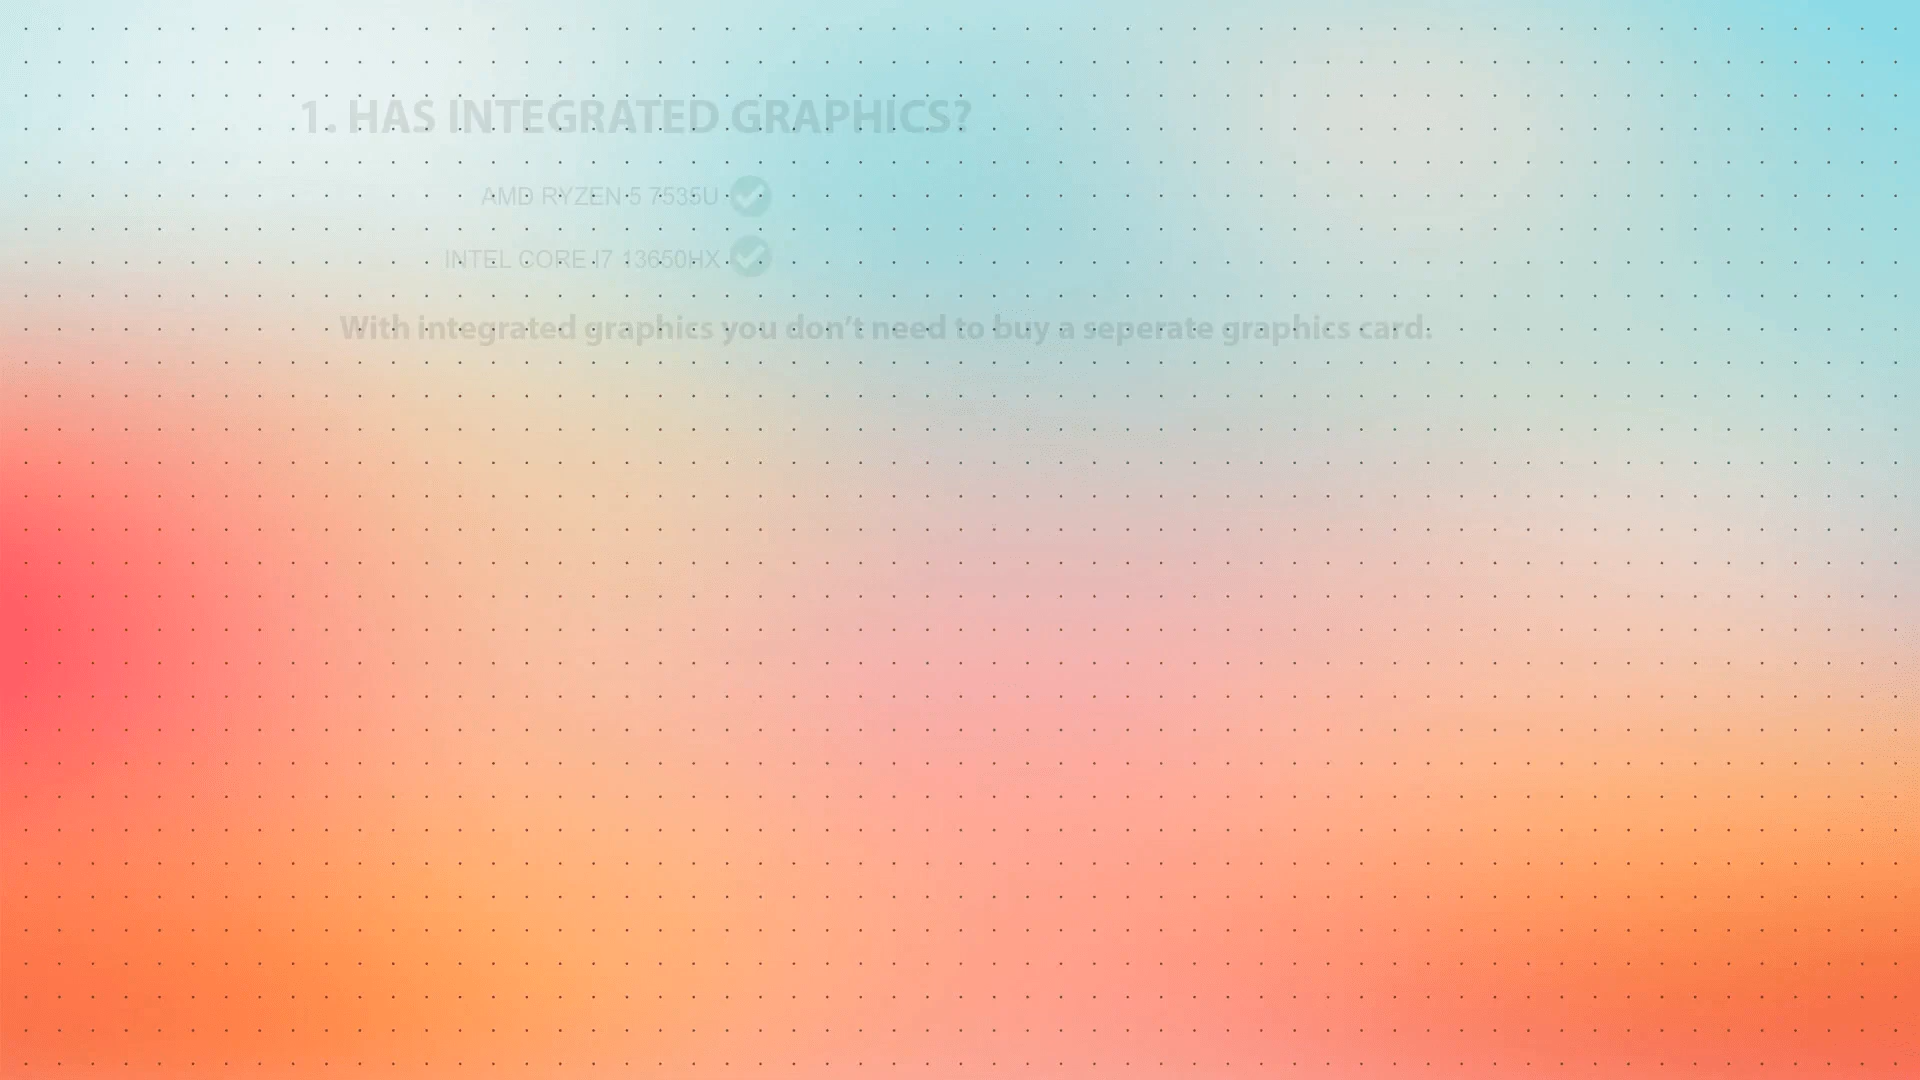 1. HAS INTEGRATED GRAPHICS?
AMD RYZEN 5 7535U
INTEL CORE I7 13650HX
With integrated graphics you don’t need to buy a seperate graphics card.